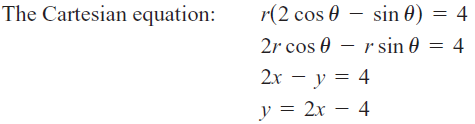 The Cartesian equation: r(2 cos θ − sin θ) = 4
2r cos θ − r sin θ = 4
2x − y = 4
y = 2x − 4